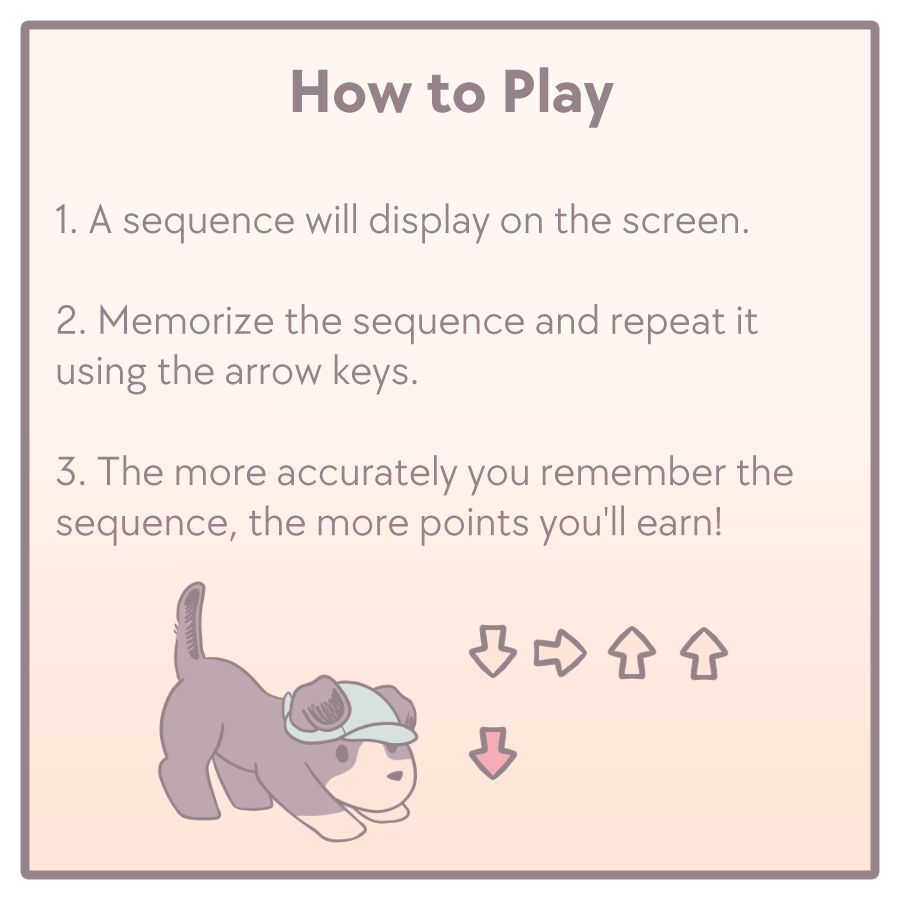 How to Play
1. A sequence will display on the screen.
2. Memorize the sequence and repeat it
using the arrow keys.
3. The more accurately you remember the
sequence, the more points you'll earn!